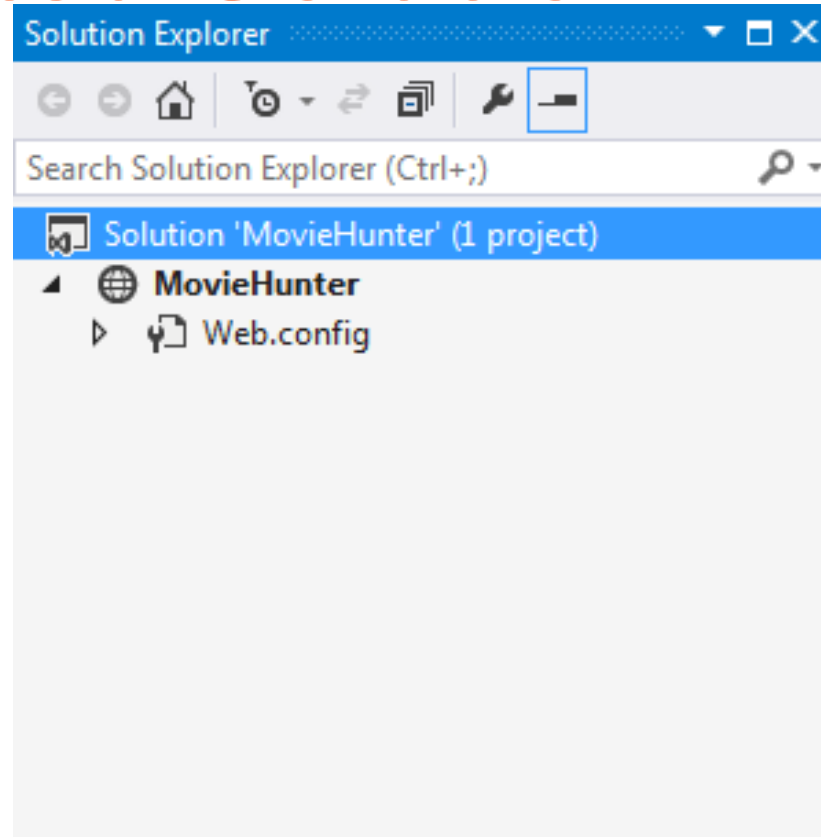 Solution Explorer
Search Solution Explorer (Ctrl+;)
Solution 'MovieHunter' (1 project)
MovieHunter
Web.config